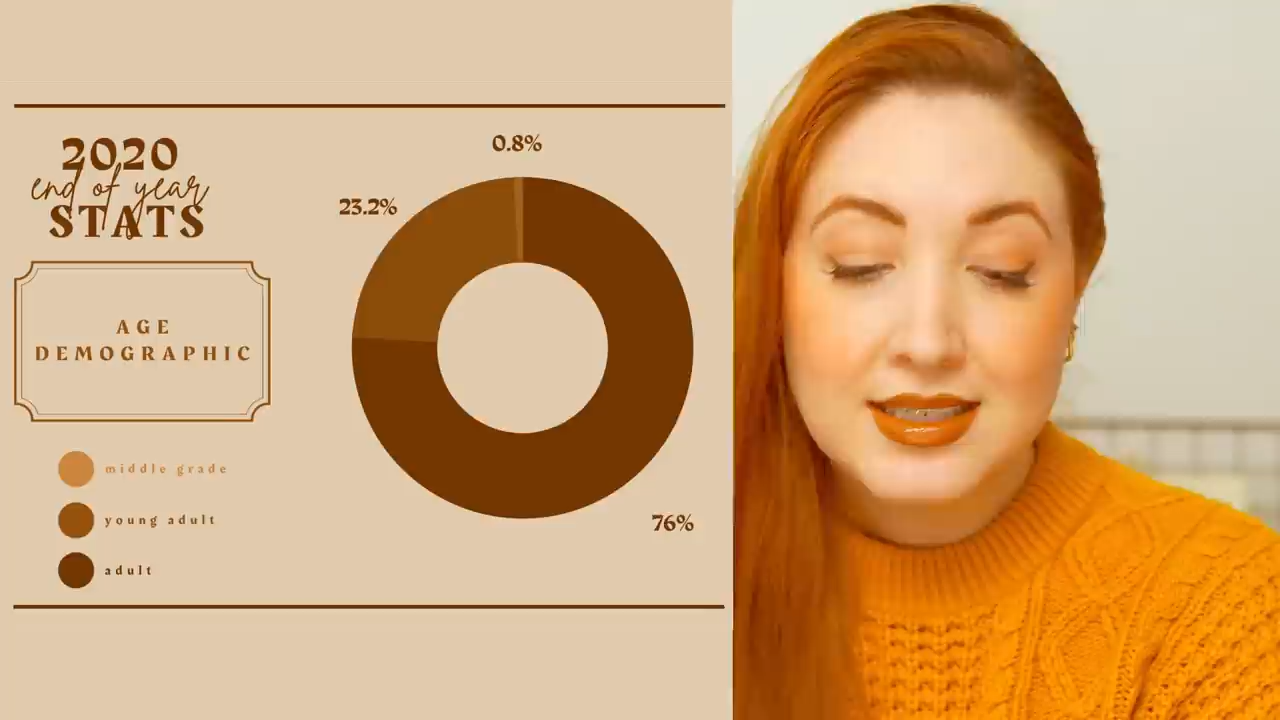 2020
end of year
STATS
AGE
DEMOGRAPHIC
middle grade
young adult
adult
0.8%
23.2%
76%